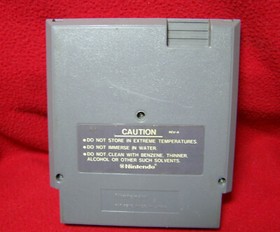 CAUTION
•DO NOT STORE IN EXTREME TEMPERATURES.
•DO NOT IMMERSE IN WATER.
•DO NOT CLEAN WITH BENZENE, THINNER,
ALCOHOL OR OTHER SUCH SOLVENTS.
®Nintendo